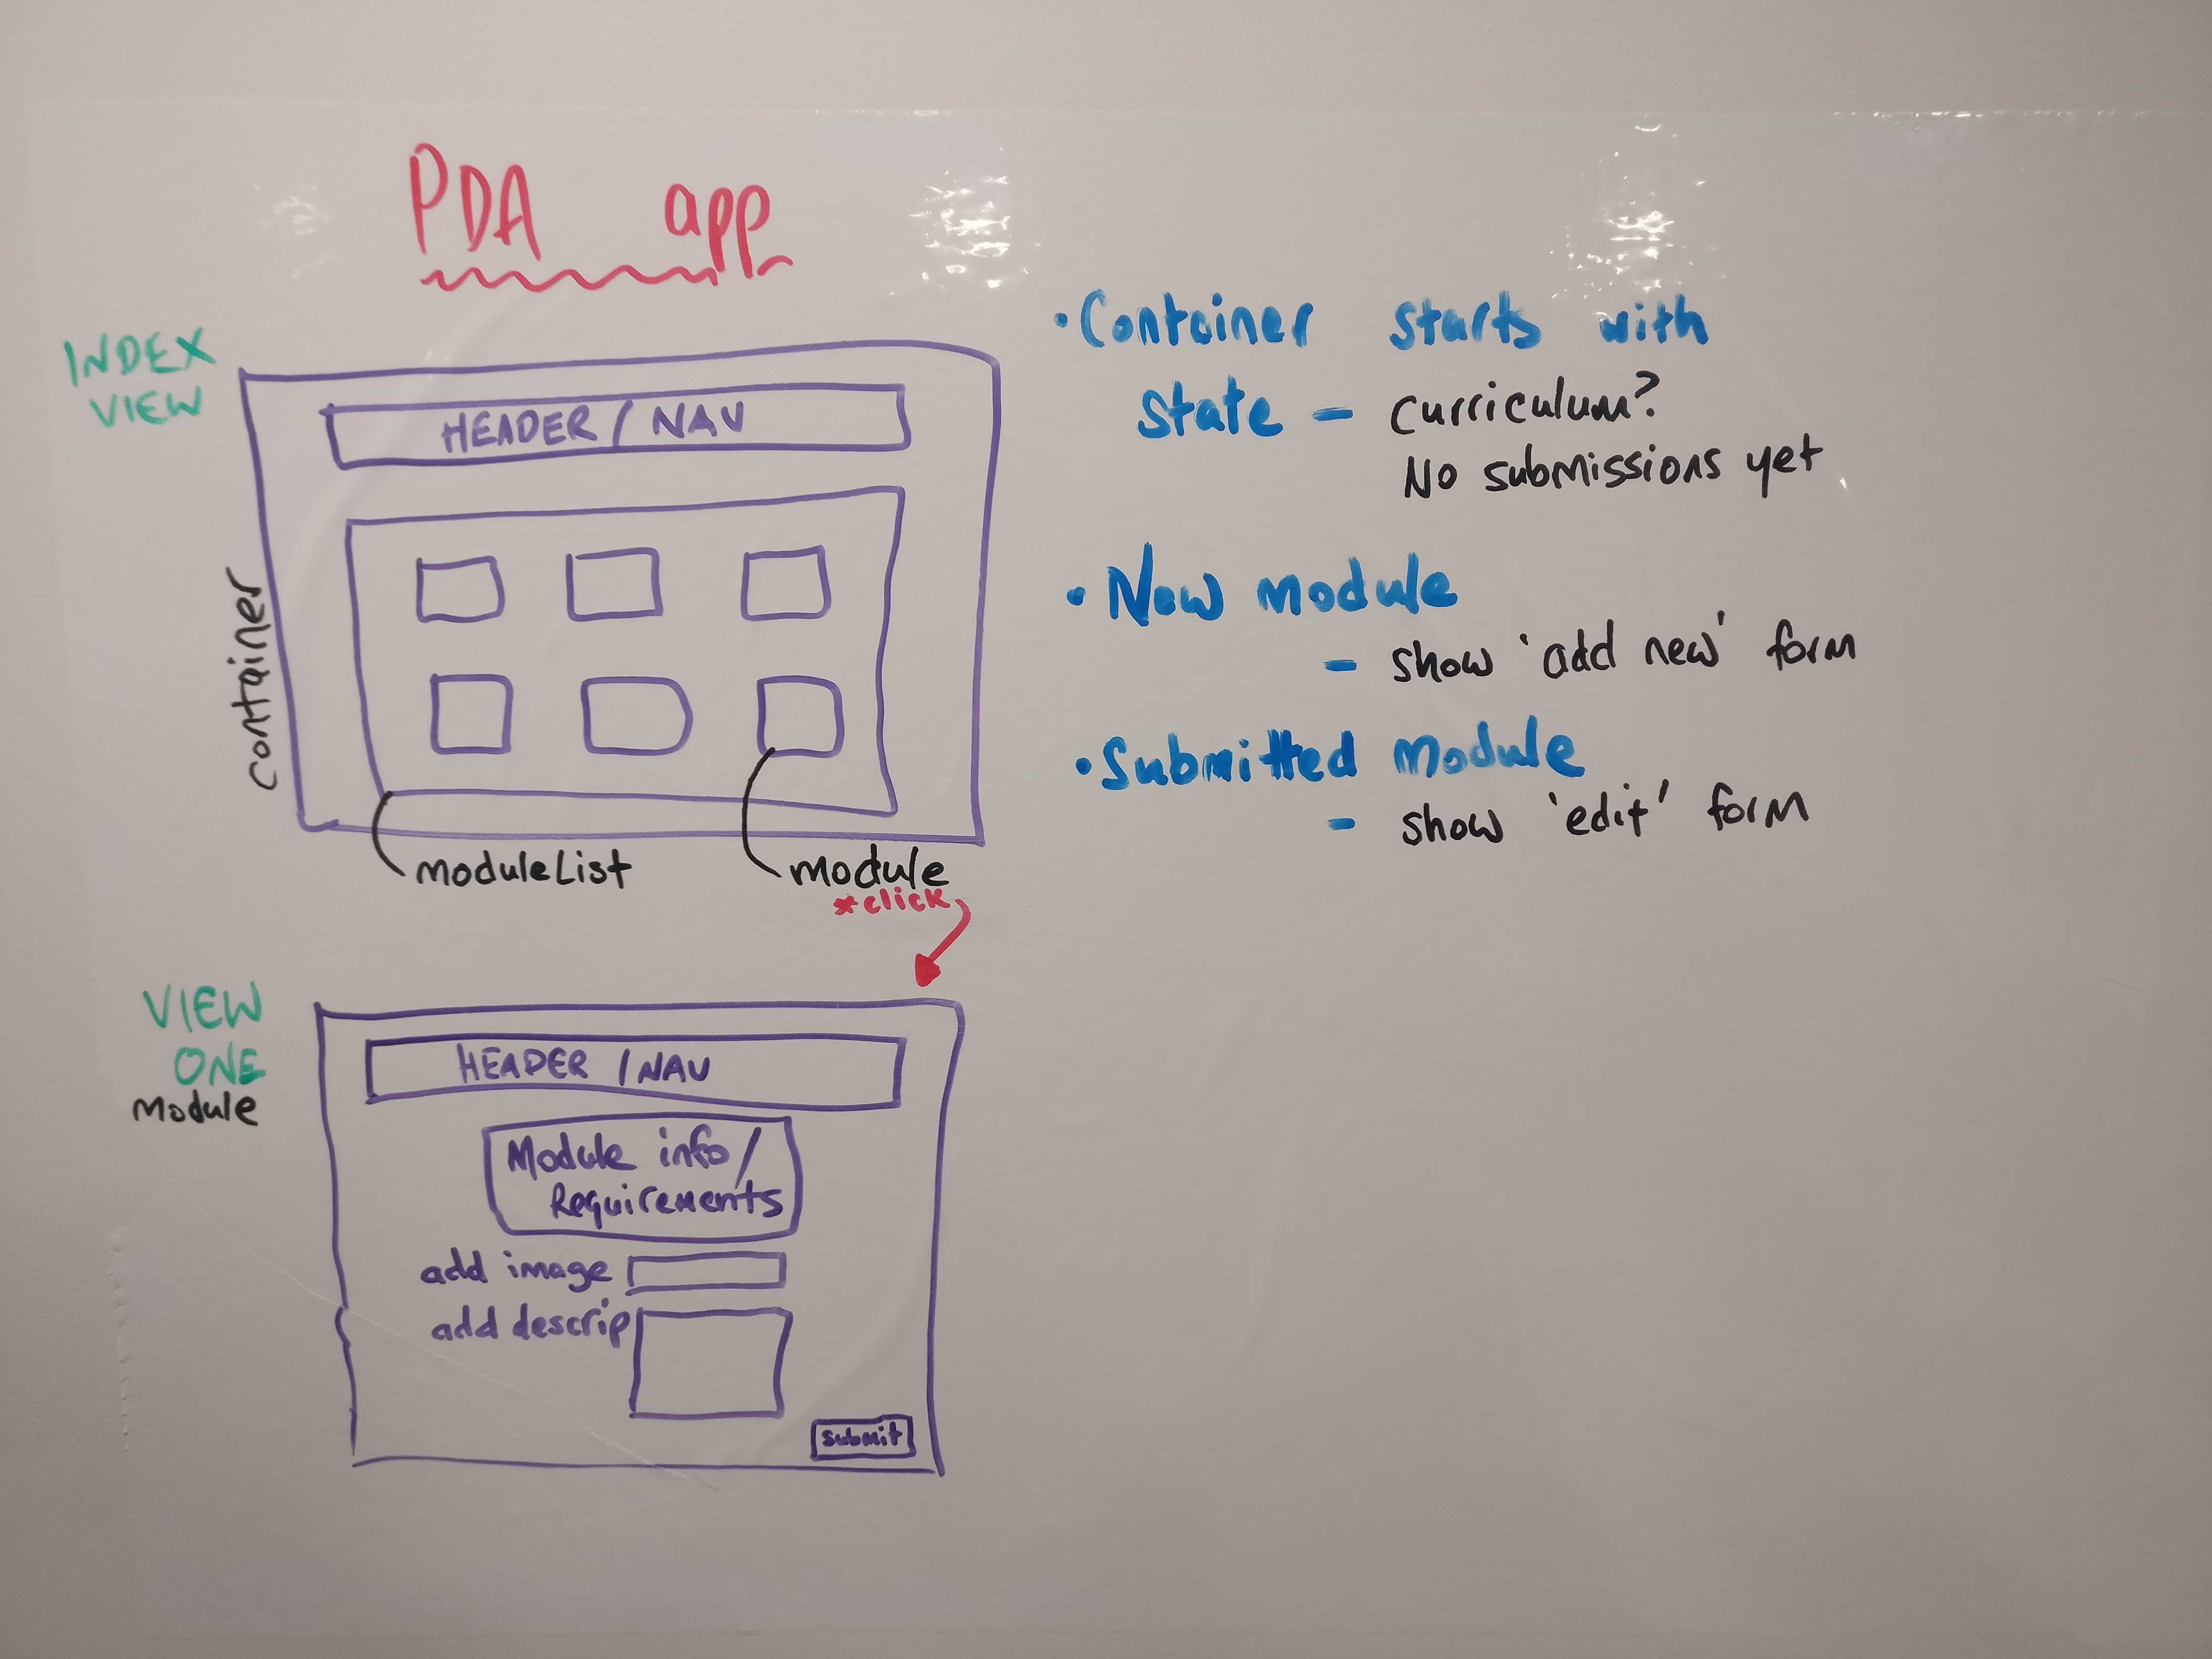 PDA app
INDEX
VIEW
HEADER / NAV
container
moduleList
module
*click
VIEW
ONE
Module
HEADER / NAV
Module info/
Requirements
add image
add descrip
submit
• Container starts with
State - curriculum?
No submissions yet
• New module
- show 'add new' form
• Submitted Module
- show 'edit' form